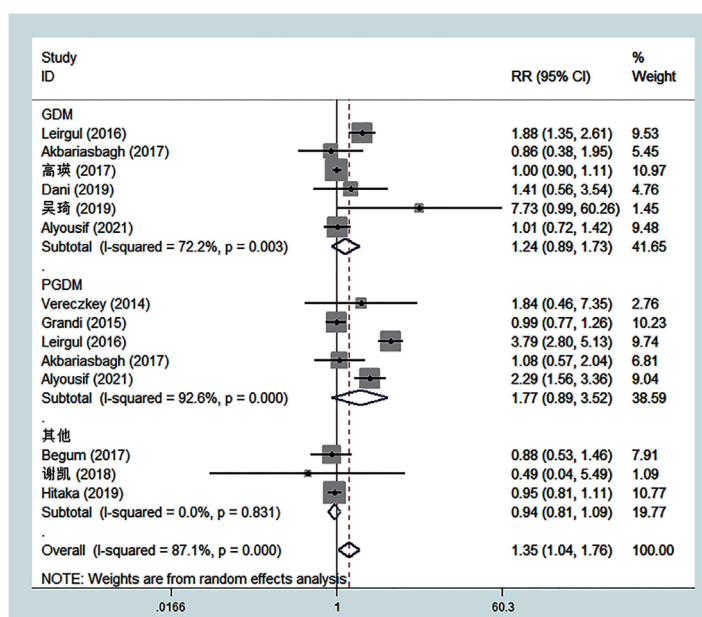 Study %
ID RR (95% CI) Weight
GDM
Leirgul (2016) 1.88 (1.35, 2.61) 9.53
Akbariasbagh (2017) 0.86 (0.38, 1.95) 5.45
高瑛 (2017) 1.00 (0.90, 1.11) 10.97
Dani (2019) 1.41 (0.56, 3.54) 4.76
吴琦 (2019) 7.73 (0.99, 60.26) 1.45
Alyousif (2021) 1.01 (0.72, 1.42) 9.48
Subtotal (I-squared = 72.2%, p = 0.003) 1.24 (0.89, 1.73) 41.65
.
PGDM
Vereczkey (2014) 1.84 (0.46, 7.35) 2.76
Grandi (2015) 0.99 (0.77, 1.26) 10.23
Leirgul (2016) 3.79 (2.80, 5.13) 9.74
Akbariasbagh (2017) 1.08 (0.57, 2.04) 6.81
Alyousif (2021) 2.29 (1.56, 3.36) 9.04
Subtotal (I-squared = 92.6%, p = 0.000) 1.77 (0.89, 3.52) 38.59
.
其他
Begum (2017) 0.88 (0.53, 1.46) 7.91
谢凯 (2018) 0.49 (0.04, 5.49) 1.09
Hitaka (2019) 0.95 (0.81, 1.11) 10.77
Subtotal (I-squared = 0.0%, p = 0.831) 0.94 (0.81, 1.09) 19.77
.
Overall (I-squared = 87.1%, p = 0.000) 1.35 (1.04, 1.76) 100.00
NOTE: Weights are from random effects analysis
.0166 1 60.3